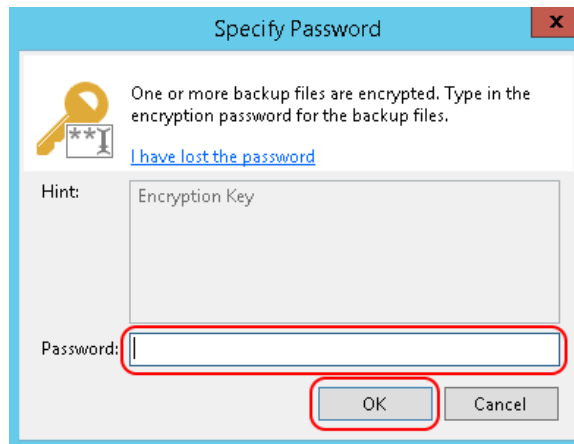 Specify Password
x
One or more backup files are encrypted. Type in the
encryption password for the backup files.
I have lost the password
Hint:
Encryption Key
**
Password:
OK
Cancel